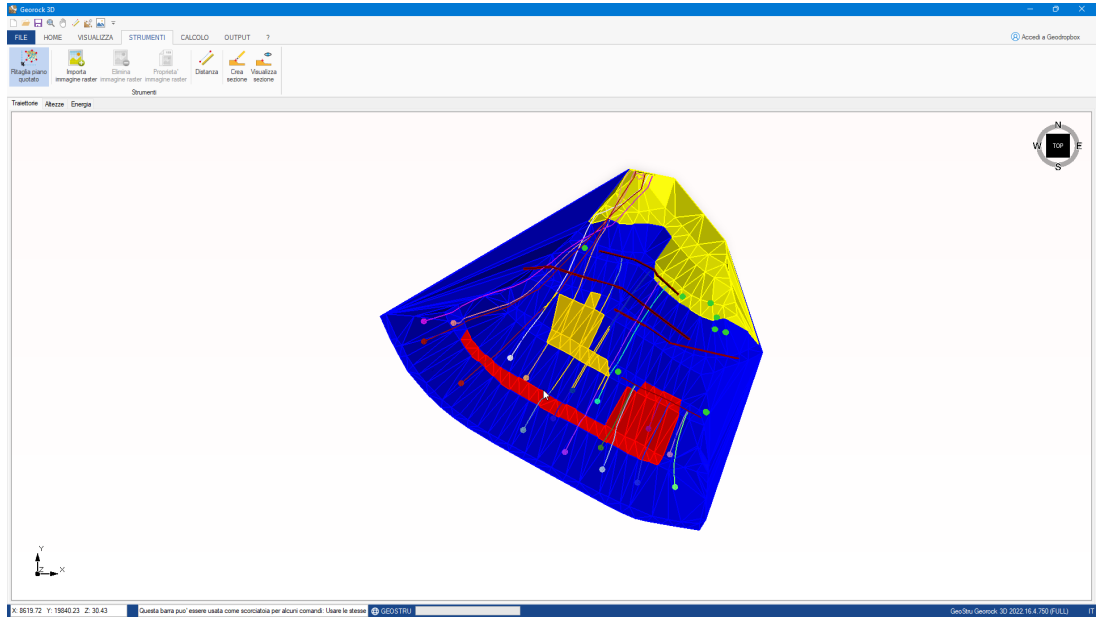 Georock 3D
FILE HOME VISUALIZZA STRUMENTI CALCOLO OUTPUT ? Accedi a Geodropbox
Ritaglia piano quotato
Importa immagine raster
Elimina immagine raster
Proprieta' immagine raster
Distanza
Crea sezione
Visualizza sezione
Strumenti
Traiettorie Altezze Energia
N
W TOP E
S
Y
Z X
X: 8619.72 Y: 19840.23 Z: 30.43 Questa barra puo' essere usata come scorciatoia per alcuni comandi: Usare le stesse GEOSTRU GeoStru Georock 3D 2022.16.4.750 (FULL) IT